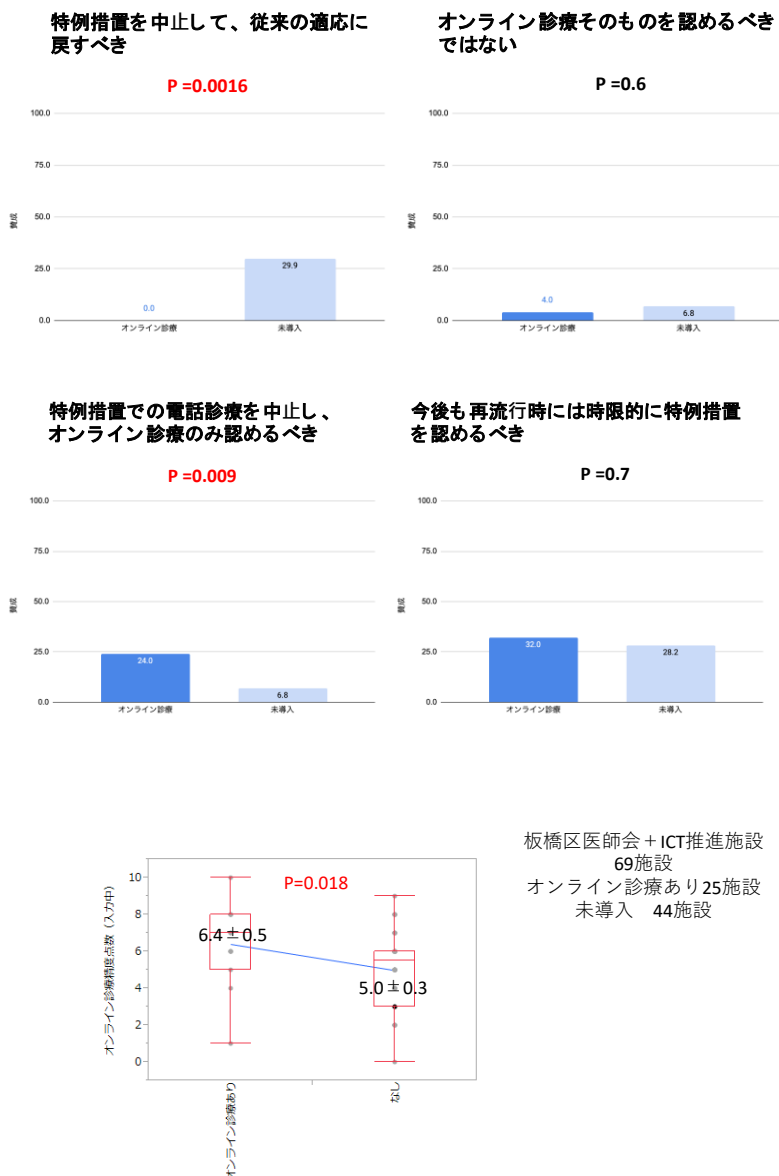 特例措置を中止して、従来の適応に
戻すべき
P =0.0016
100.0
75.0
50.0
25.0
0.0
賛成
0.0
29.9
オンライン診療
未導入
オンライン診療そのものを認めるべき
ではない
P =0.6
100.0
75.0
50.0
25.0
0.0
賛成
4.0
6.8
オンライン診療
未導入
特例措置での電話診療を中止し、
オンライン診療のみ認めるべき
P =0.009
100.0
75.0
50.0
25.0
0.0
賛成
24.0
6.8
オンライン診療
未導入
今後も再流行時には時限的に特例措置
を認めるべき
P =0.7
100.0
75.0
50.0
25.0
0.0
賛成
32.0
28.2
オンライン診療
未導入
オンライン診療精度点数（入力中）
10
8
6
4
2
0
P=0.018
6.4±0.5
5.0±0.3
オンライン診療あり
なし
板橋区医師会＋ICT推進施設
69施設
オンライン診療あり25施設
未導入　44施設